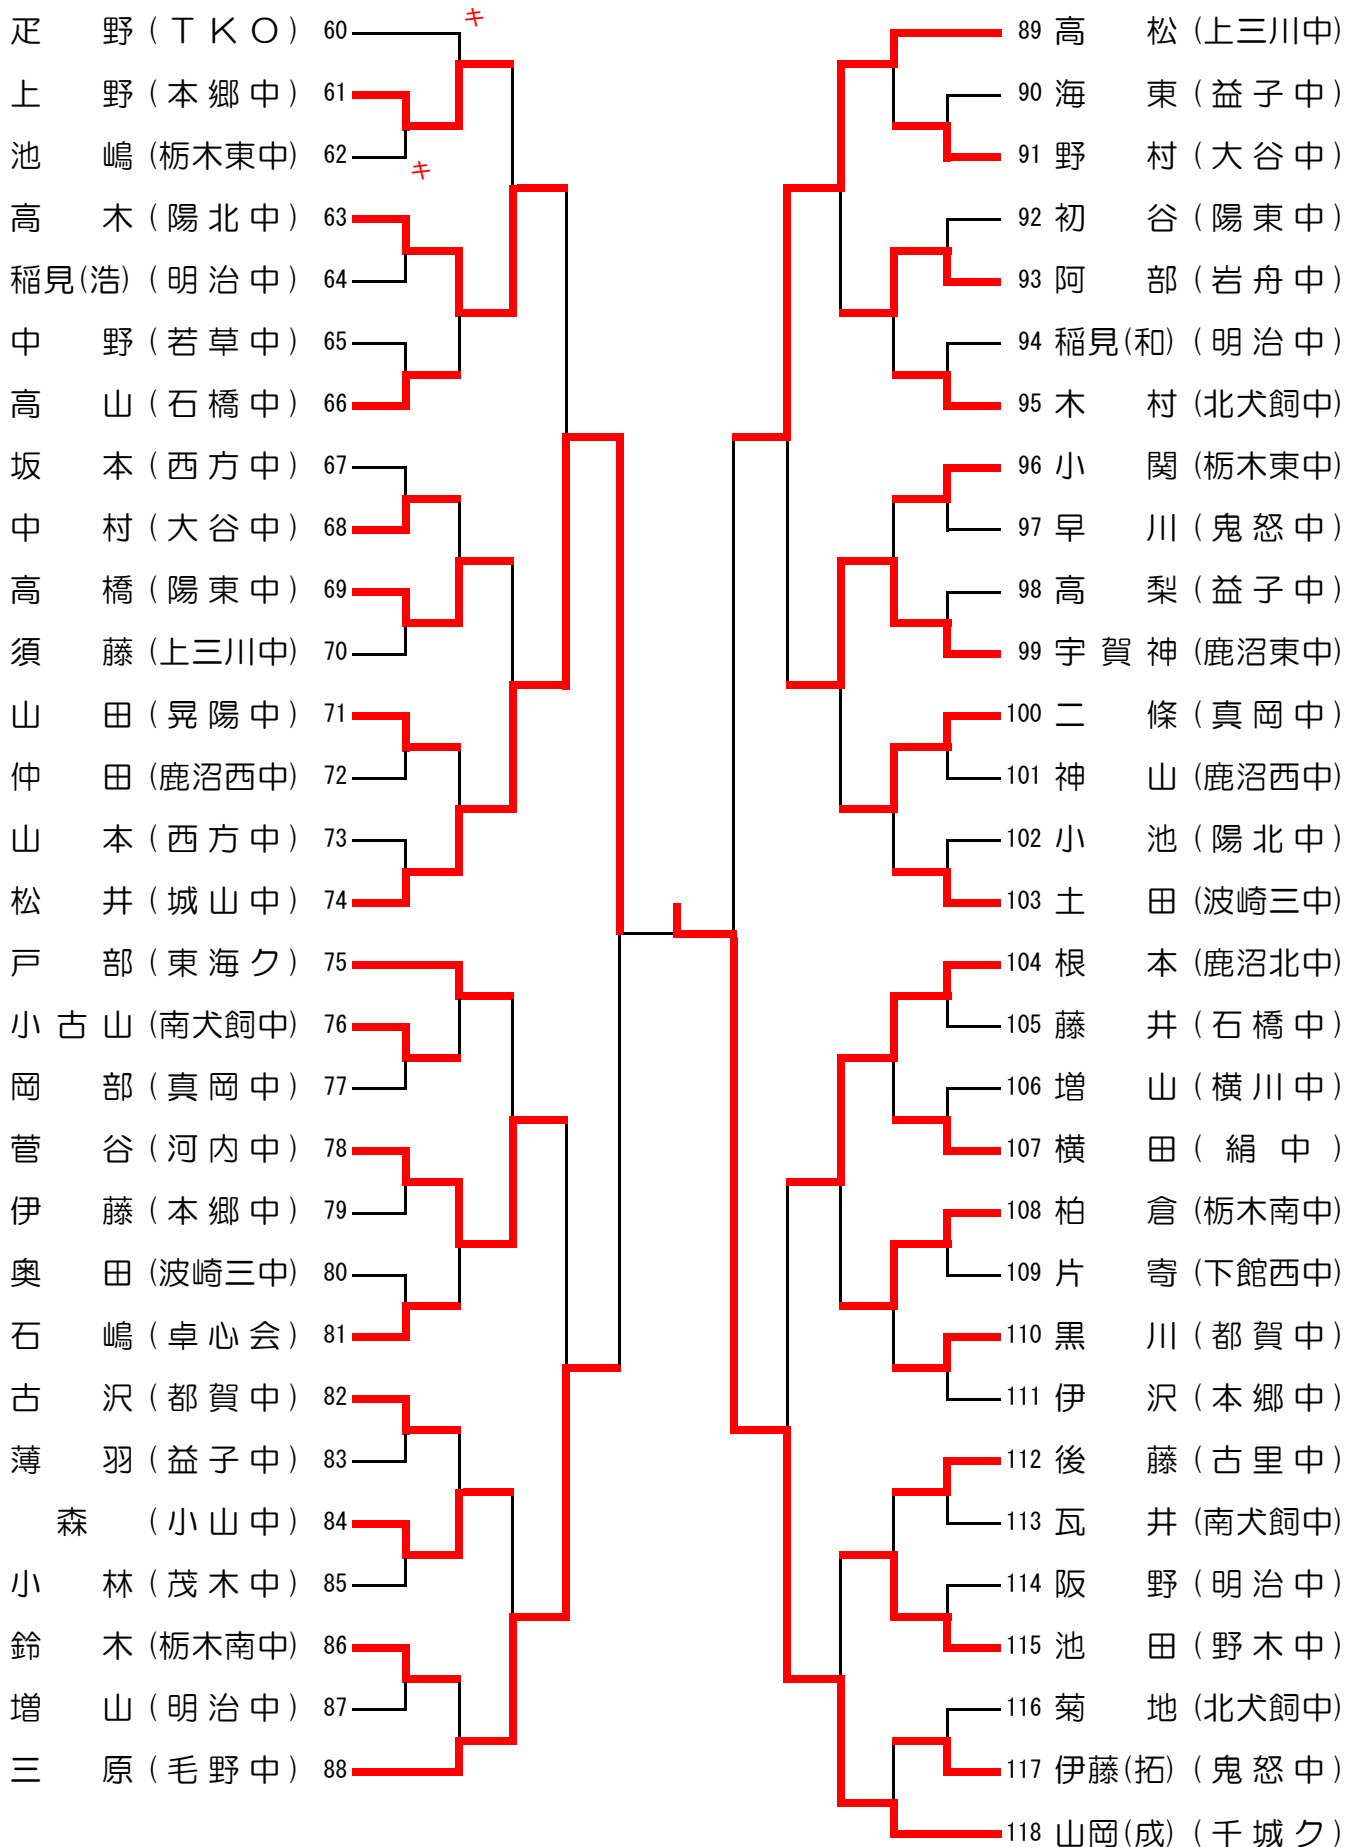 疋野(TKO) 60
キ
上野(本郷中) 61
池嶋(栃木東中) 62
キ
高木(陽北中) 63
稲見(浩)(明治中) 64
中野(若草中) 65
高山(石橋中) 66
坂本(西方中) 67
中村(大谷中) 68
高橋(陽東中) 69
須藤(上三川中) 70
山田(晃陽中) 71
仲田(鹿沼西中) 72
山本(西方中) 73
松井(城山中) 74
戸部(東海ク) 75
小古山(南犬飼中) 76
岡部(真岡中) 77
菅谷(河内中) 78
伊藤(本郷中) 79
奥田(波崎三中) 80
石嶋(卓心会) 81
古沢(都賀中) 82
薄羽(益子中) 83
森(小山中) 84
小林(茂木中) 85
鈴木(栃木南中) 86
増山(明治中) 87
三原(毛野中) 88
89 高松(上三川中)
90 海東(益子中)
91 野村(大谷中)
92 初谷(陽東中)
93 阿部(岩舟中)
94 稲見(和)(明治中)
95 木村(北犬飼中)
96 小関(栃木東中)
97 早川(鬼怒中)
98 高梨(益子中)
99 宇賀神(鹿沼東中)
100 二條(真岡中)
101 神山(鹿沼西中)
102 小池(陽北中)
103 土田(波崎三中)
104 根本(鹿沼北中)
105 藤井(石橋中)
106 増山(横川中)
107 横田(絹中)
108 柏倉(栃木南中)
109 片寄(下館西中)
110 黒川(都賀中)
111 伊沢(本郷中)
112 後藤(古里中)
113 瓦井(南犬飼中)
114 阪野(明治中)
115 池田(野木中)
116 菊地(北犬飼中)
117 伊藤(拓)(鬼怒中)
118 山岡(成)(千城ク)